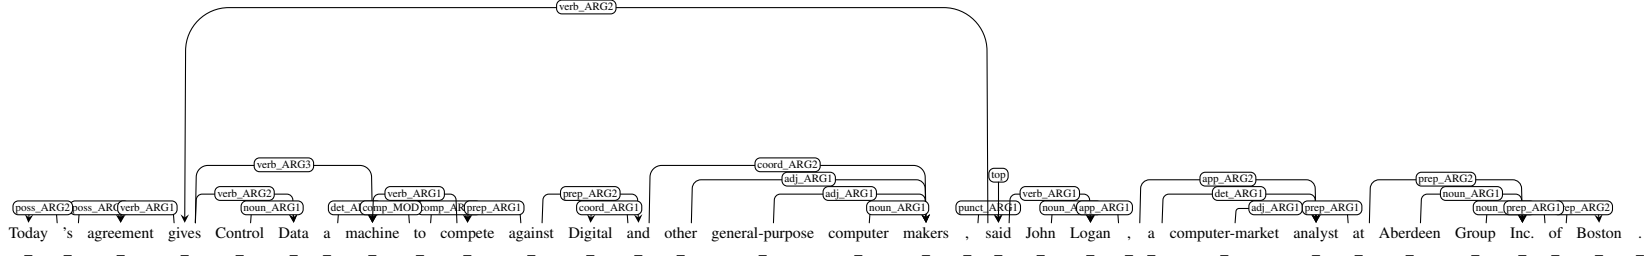 verb_ARG2
verb_ARG3 coord_ARG2
top
adj_ARG1 app_ARG2 prep_ARG2
verb_ARG2 verb_ARG1 prep_ARG2 adj_ARG1 verb_ARG1 det_ARG1 noun_ARG1
poss_ARG2 verb_ARG1 noun_ARG1 comp_MOD prep_ARG1 coord_ARG1 noun_ARG1 punct_ARG1 app_ARG1 adj_ARG1 prep_ARG1 prep_ARG1
Today 's agreement gives Control Data a machine to compete against Digital and other general-purpose computer makers , said John Logan , a computer-market analyst at Aberdeen Group Inc. of Boston .
_ _ _ _ _ _ _ _ _ _ _ _ _ _ _ _ _ _ _ _ _ _ _ _ _ _ _ _ _ _ _ _